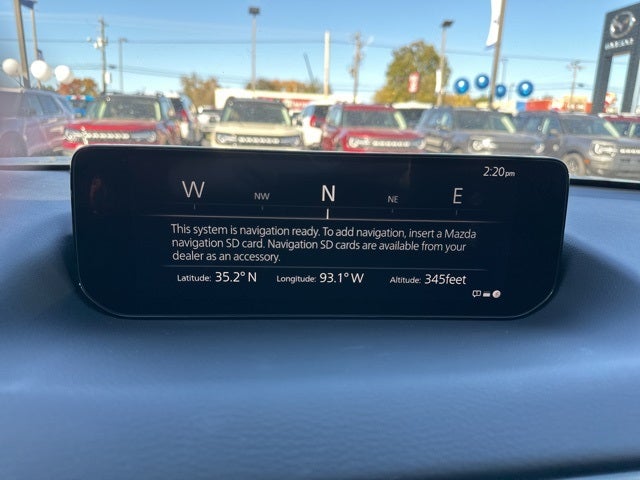 2:20pm
W NW N NE E
This system is navigation ready. To add navigation, insert a Mazda
navigation SD card. Navigation SD cards are available from your
dealer as an accessory.
Latitude: 35.2° N Longitude: 93.1° W Altitude: 345feet